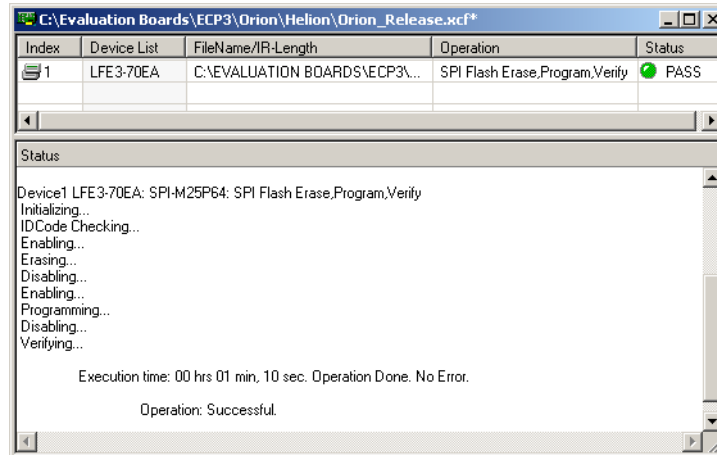 C:\Evaluation Boards\ECP3\Orion\Helion\Orion_Release.xcf*
Index Device List FileName/IR-Length Operation Status
1 LFE3-70EA C:\EVALUATION BOARDS\ECP3\... SPI Flash Erase,Program,Verify PASS
Status
Device1 LFE3-70EA: SPI-M25P64: SPI Flash Erase,Program,Verify
Initializing...
IDCode Checking...
Enabling...
Erasing...
Disabling...
Enabling...
Programming...
Disabling...
Verifying...
Execution time: 00 hrs 01 min, 10 sec. Operation Done. No Error.
Operation: Successful.